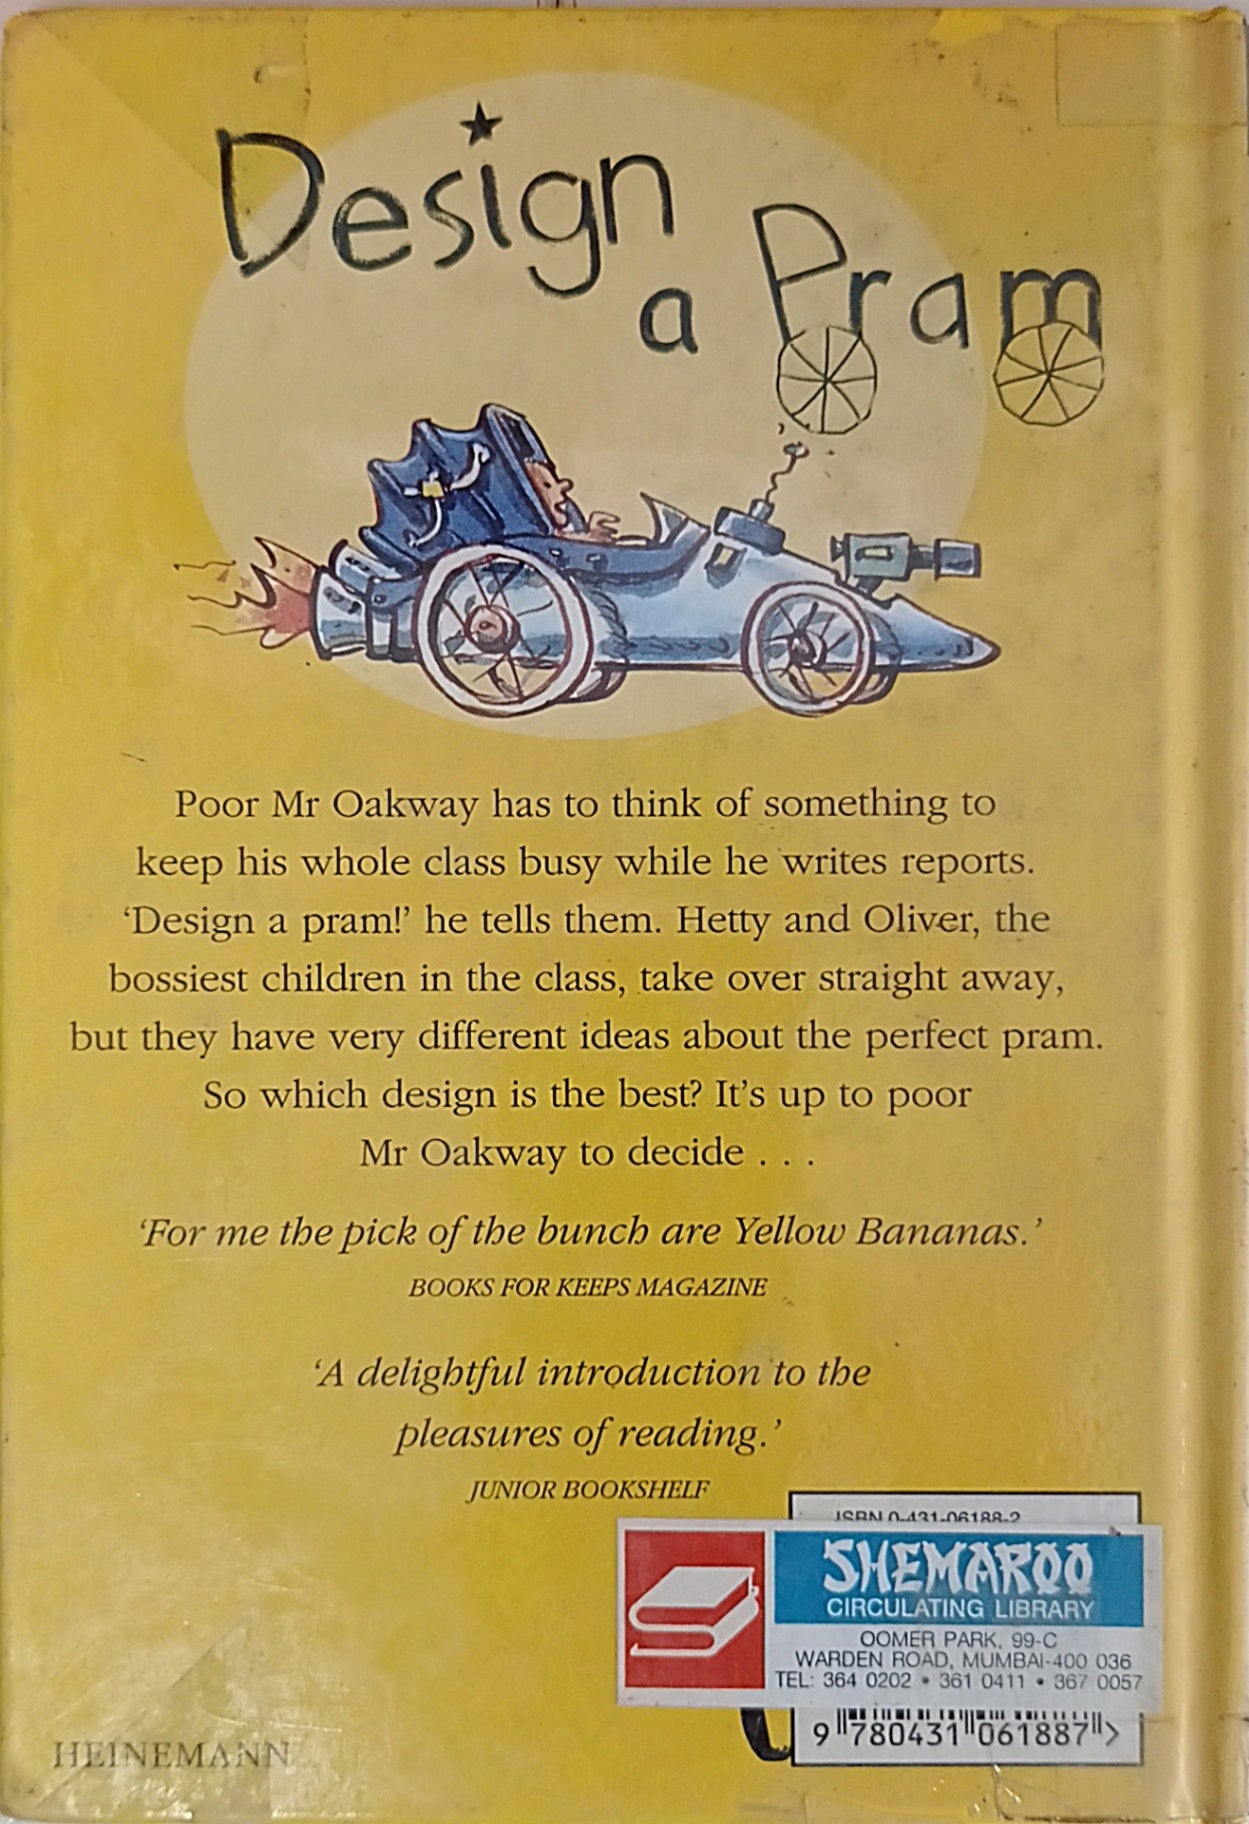 Design
a Pram
Poor Mr Oakway has to think of something to
keep his whole class busy while he writes reports.
‘Design a pram!’ he tells them. Hetty and Oliver, the
bossiest children in the class, take over straight away,
but they have very different ideas about the perfect pram.
So which design is the best? It’s up to poor
Mr Oakway to decide . . .
‘For me the pick of the bunch are Yellow Bananas.’
BOOKS FOR KEEPS MAGAZINE
‘A delightful introduction to the
pleasures of reading.’
JUNIOR BOOKSHELF
ISBN 0-431-06188-2
SHEMAROO
CIRCULATING LIBRARY
OOMER PARK, 99-C
WARDEN ROAD, MUMBAI-400 036
TEL: 364 0202 • 361 0411 • 367 0057
9 780431 061887 >
HEINEMANN